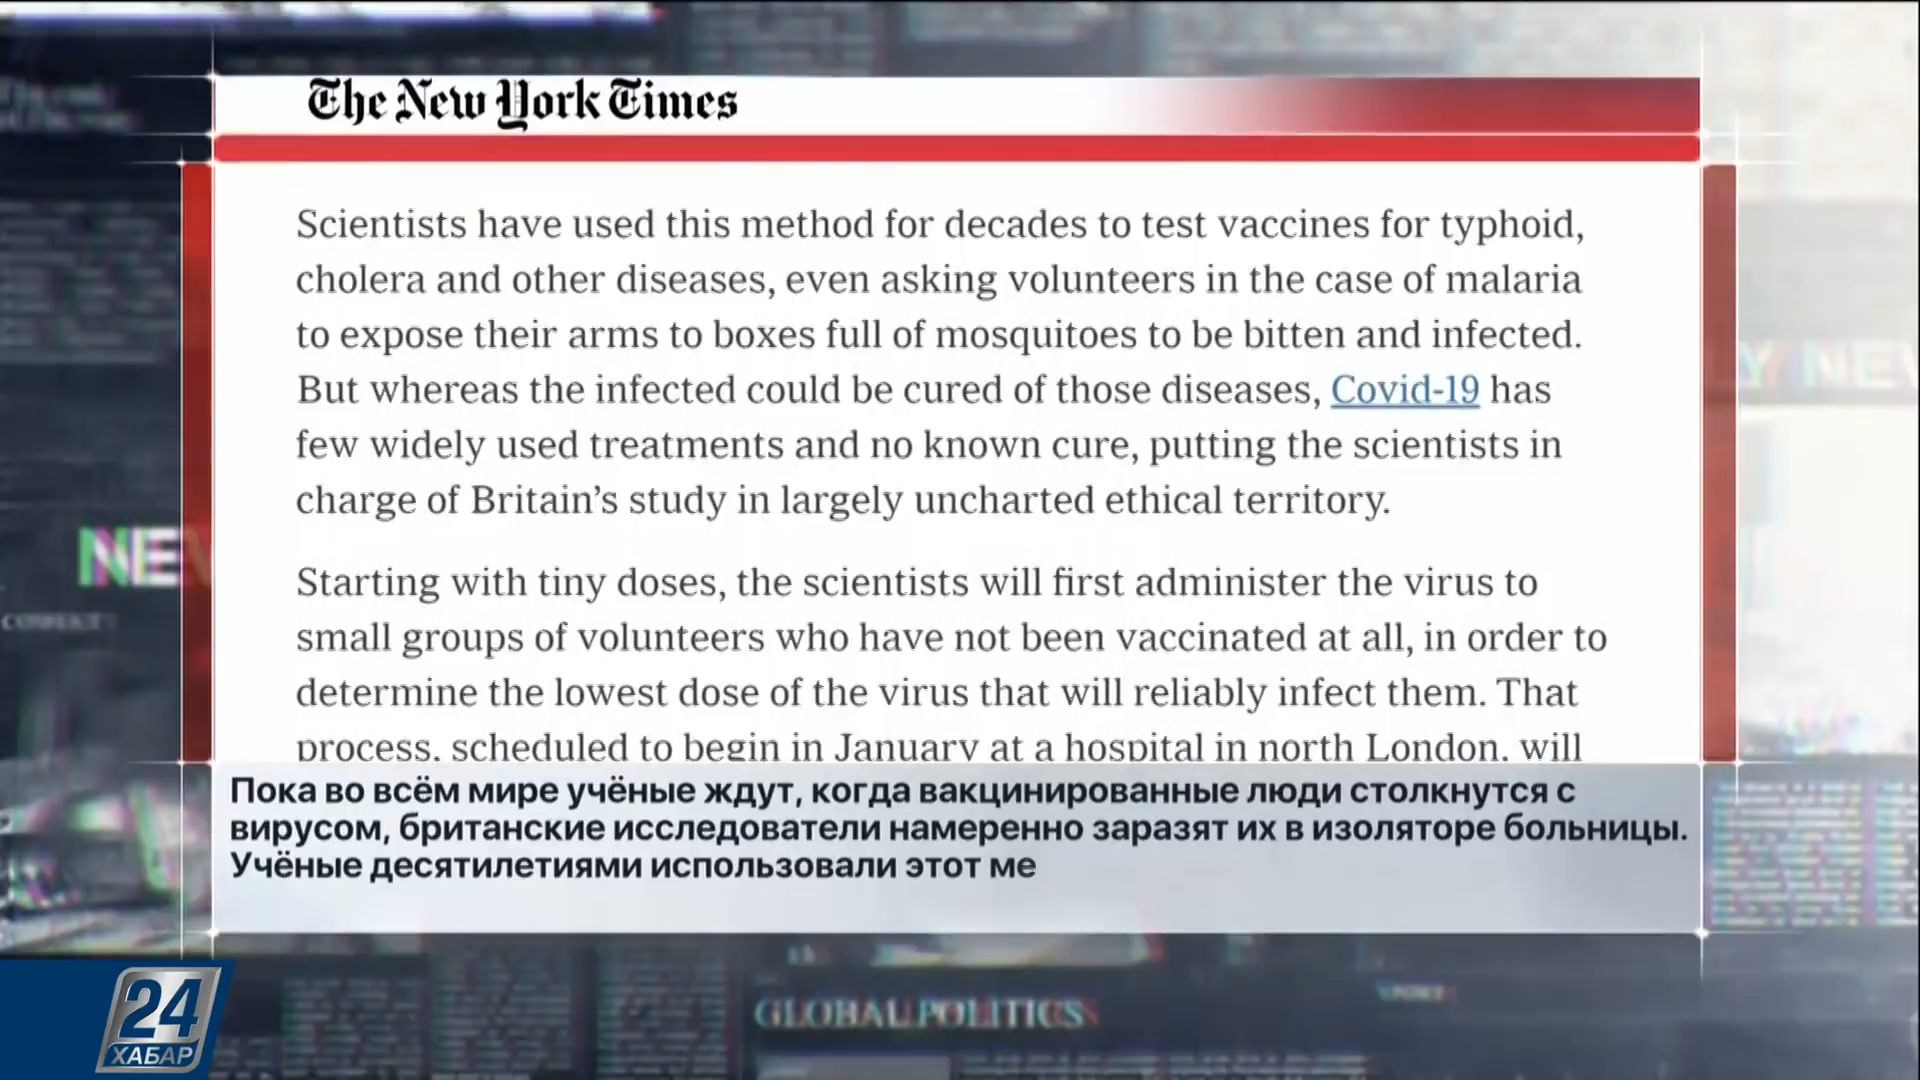 The New York Times
Scientists have used this method for decades to test vaccines for typhoid,
cholera and other diseases, even asking volunteers in the case of malaria
to expose their arms to boxes full of mosquitoes to be bitten and infected.
But whereas the infected could be cured of those diseases, Covid-19 has
few widely used treatments and no known cure, putting the scientists in
charge of Britain’s study in largely uncharted ethical territory.
Starting with tiny doses, the scientists will first administer the virus to
small groups of volunteers who have not been vaccinated at all, in order to
determine the lowest dose of the virus that will reliably infect them. That
process, scheduled to begin in January at a hospital in north London, will
Пока во всём мире учёные ждут, когда вакцинированные люди столкнутся с
вирусом, британские исследователи намеренно заразят их в изоляторе больницы.
Учёные десятилетиями использовали этот ме
NEW
LY NEW
GLOBAL POLITICS
24
ХАБАР